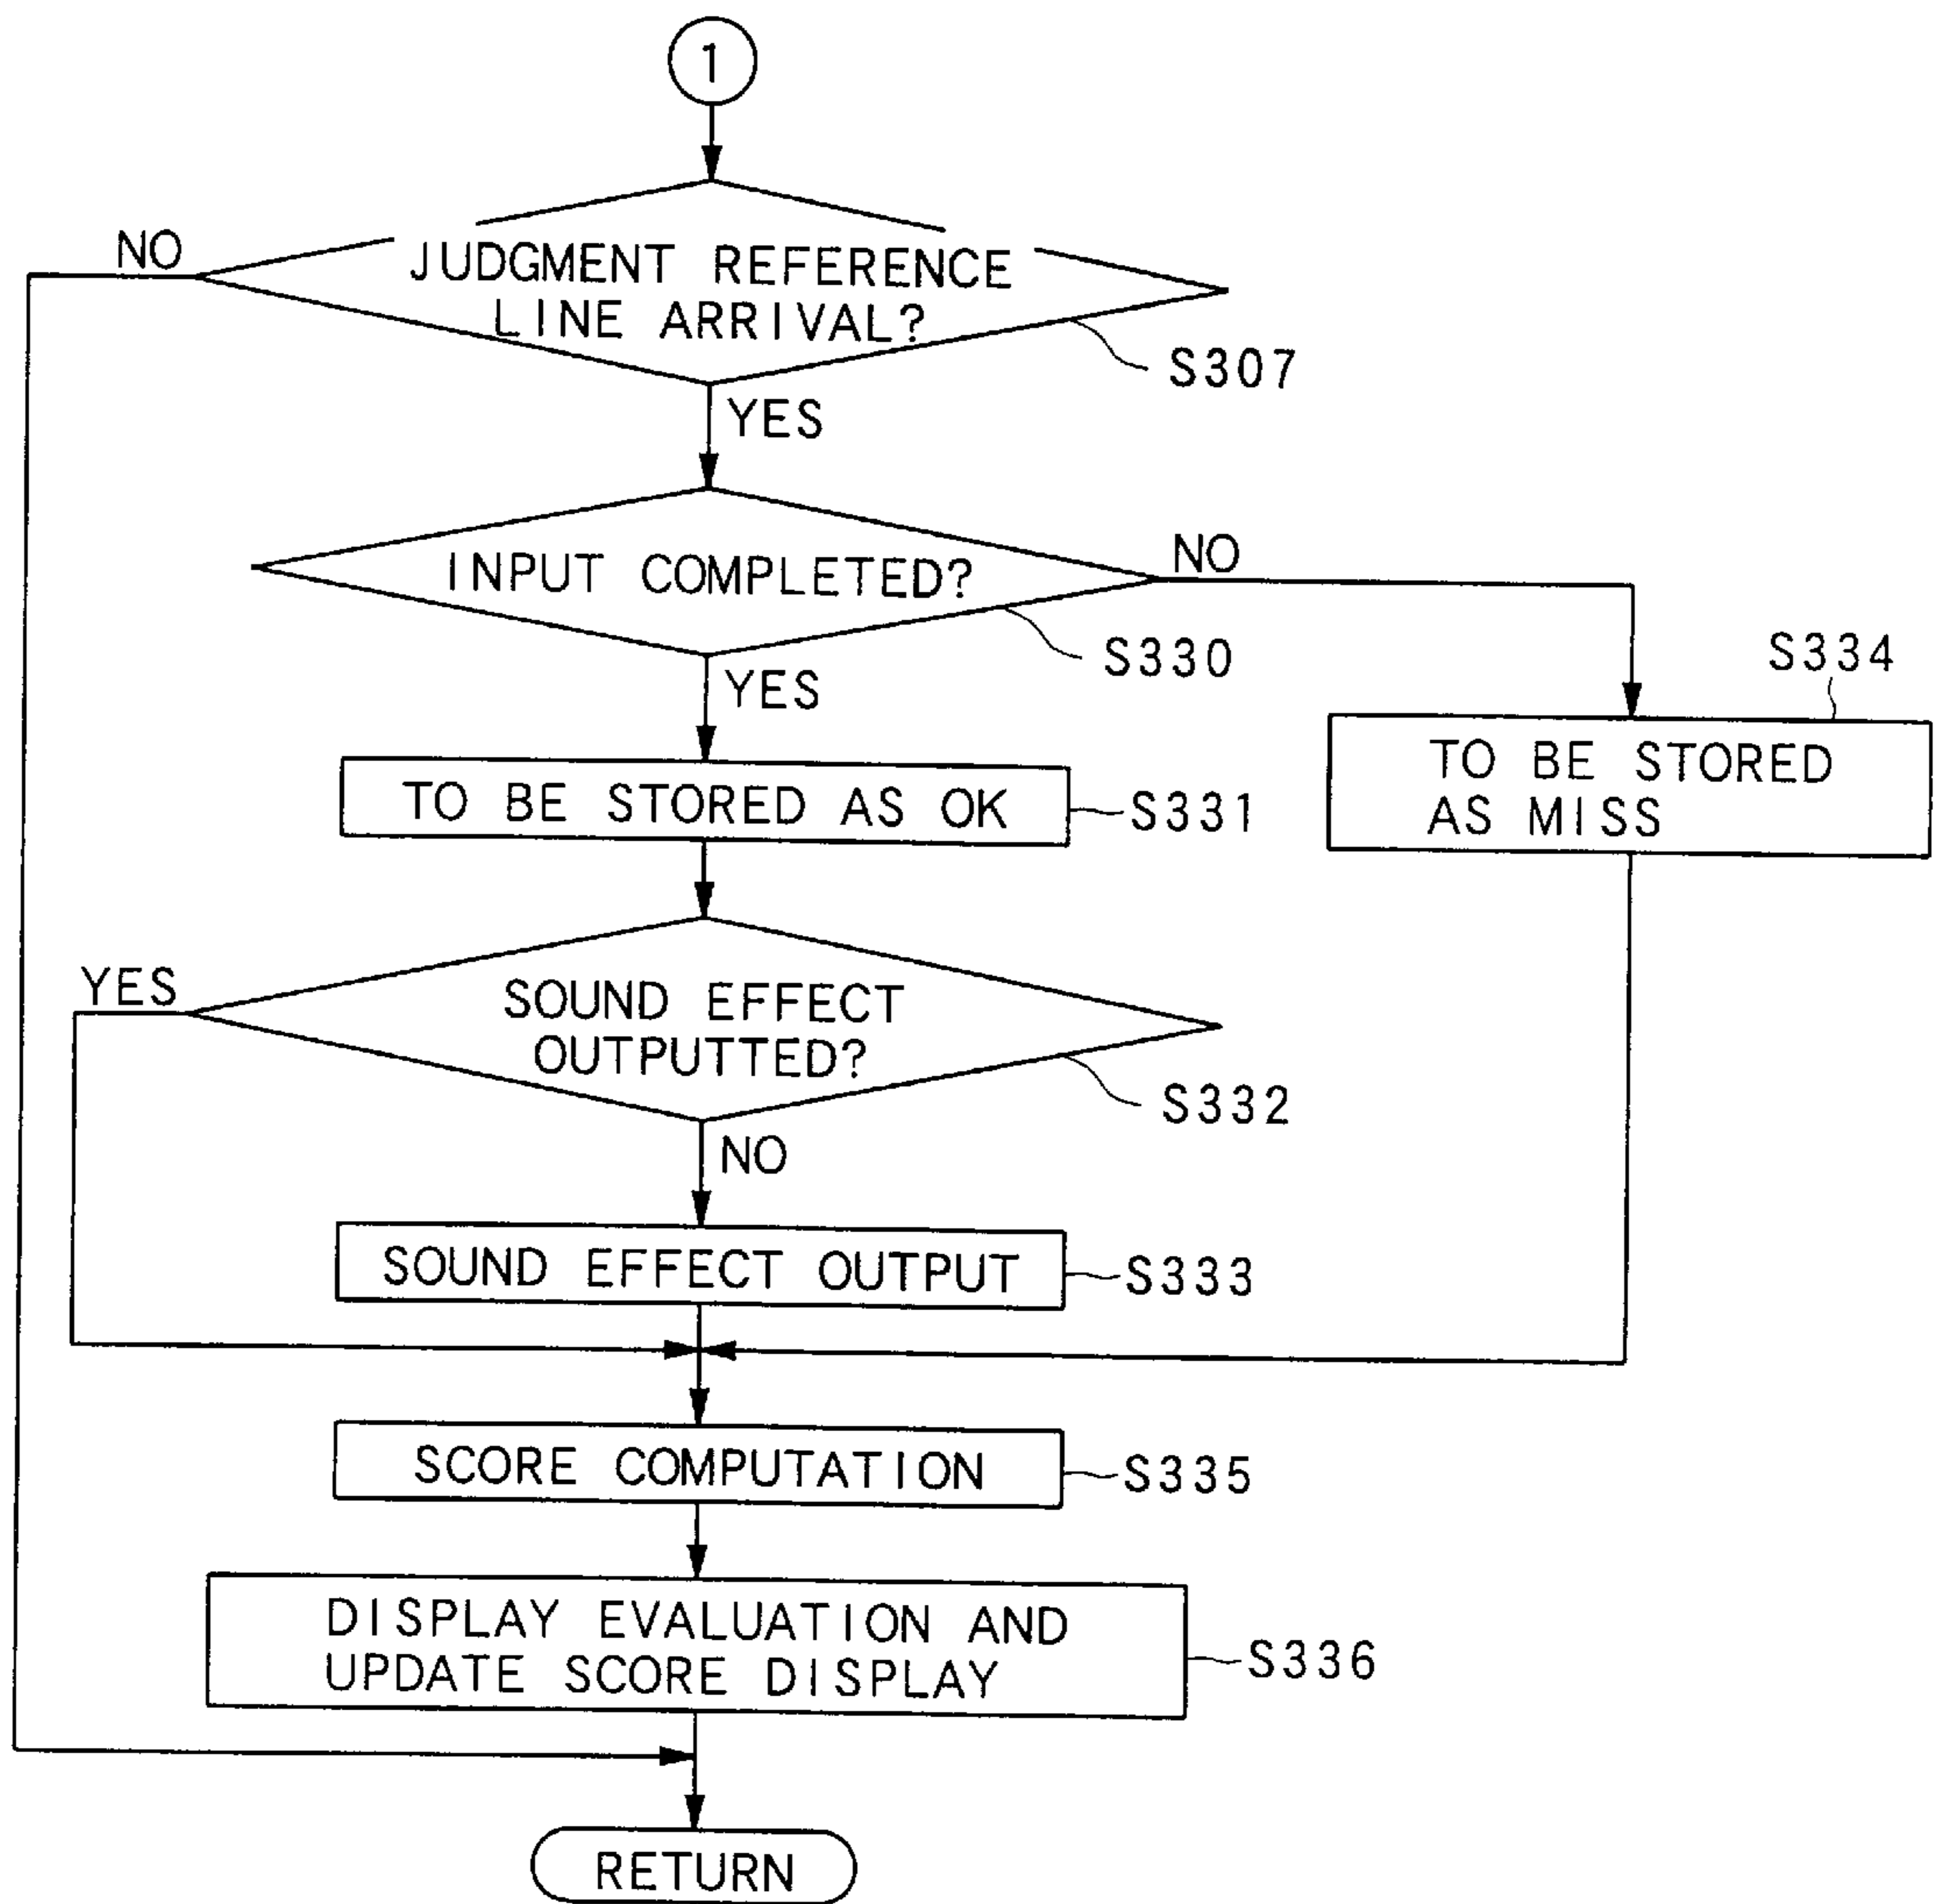 1
NO
JUDGMENT REFERENCE
LINE ARRIVAL?
S307
YES
INPUT COMPLETED?
NO
S330
YES
S334
TO BE STORED
AS MISS
TO BE STORED AS OK
S331
YES
SOUND EFFECT
OUTPUTTED?
S332
NO
SOUND EFFECT OUTPUT
S333
SCORE COMPUTATION
S335
DISPLAY EVALUATION AND
UPDATE SCORE DISPLAY
S336
RETURN